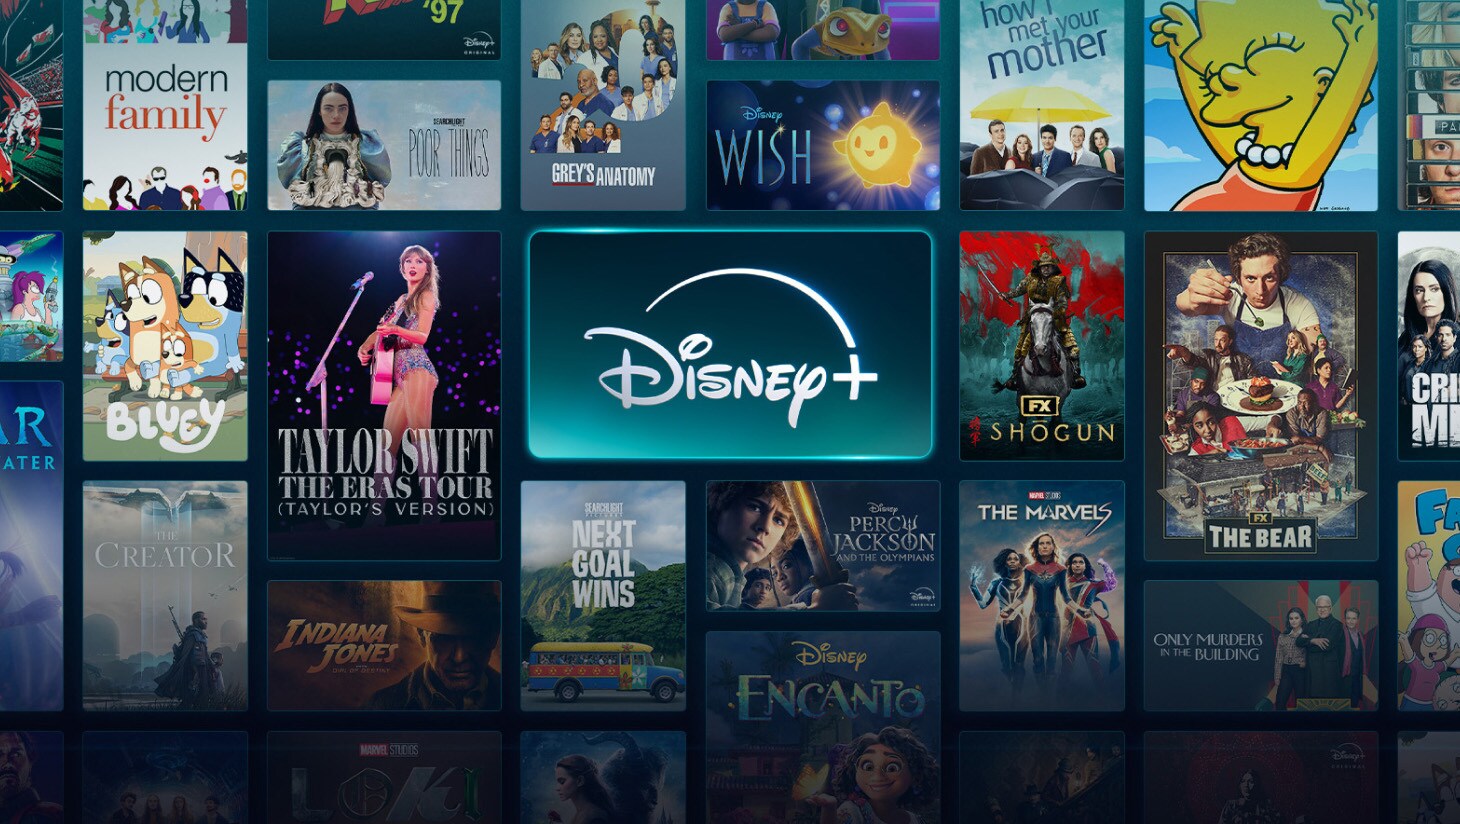 '97
Disney+
ORIGINAL
modern
family
SEARCHLIGHT
POOR THINGS
GREY'S ANATOMY
Disney
WISH
how i
met your
mother
BLUEY
TAYLOR SWIFT
THE ERAS TOUR
(TAYLOR'S VERSION)
Disney+
FX
SHŌGUN
FX
THE BEAR
CRI
MI
AR
ATER
THE
CREATOR
INDIANA
JONES
AND THE
DIAL OF DESTINY
SEARCHLIGHT
PICTURES
NEXT
GOAL
WINS
Disney
PERCY
JACKSON
AND THE OLYMPIANS
Disney+
ORIGINAL
MARVEL STUDIOS
THE MARVELS
ONLY MURDERS
IN THE BUILDING
Disney
ENCANTO
MARVEL STUDIOS
LOKI
Disney+
ORIGINAL